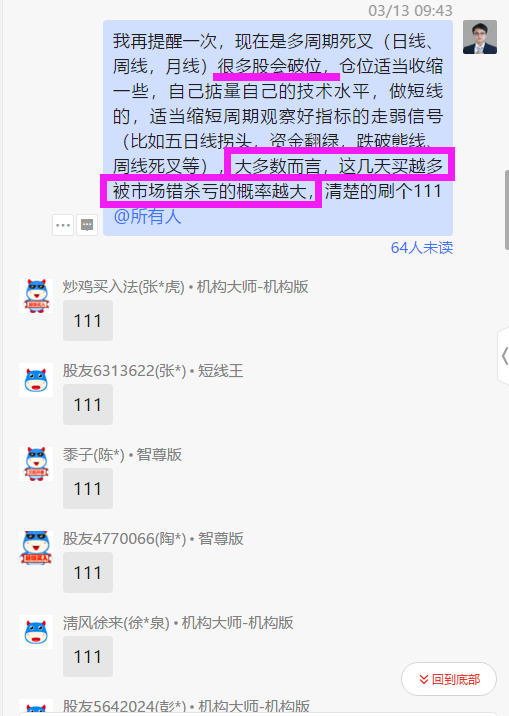 03/13 09:43
我再提醒一次，现在是多周期死叉（日线、
周线，月线）很多股会破位，仓位适当收缩
一些，自己掂量自己的技术水平，做短线
的，适当缩短周期观察好指标的走弱信号
（比如五日线拐头，资金翻绿，跌破熊线、
周线死叉等），大多数而言，这几天买越多
被市场错杀亏的概率越大，清楚的刷个111
@所有人
64人未读
炒鸡买入法(张*虎) • 机构大师-机构版
111
股友6313622(张*) • 短线王
111
黍子(陈*) • 智尊版
111
股友4770066(陶*) • 智尊版
111
清风徐来(徐*泉) • 机构大师-机构版
111
回到底部
股友5642024(彭*) • 机构大师-机构版